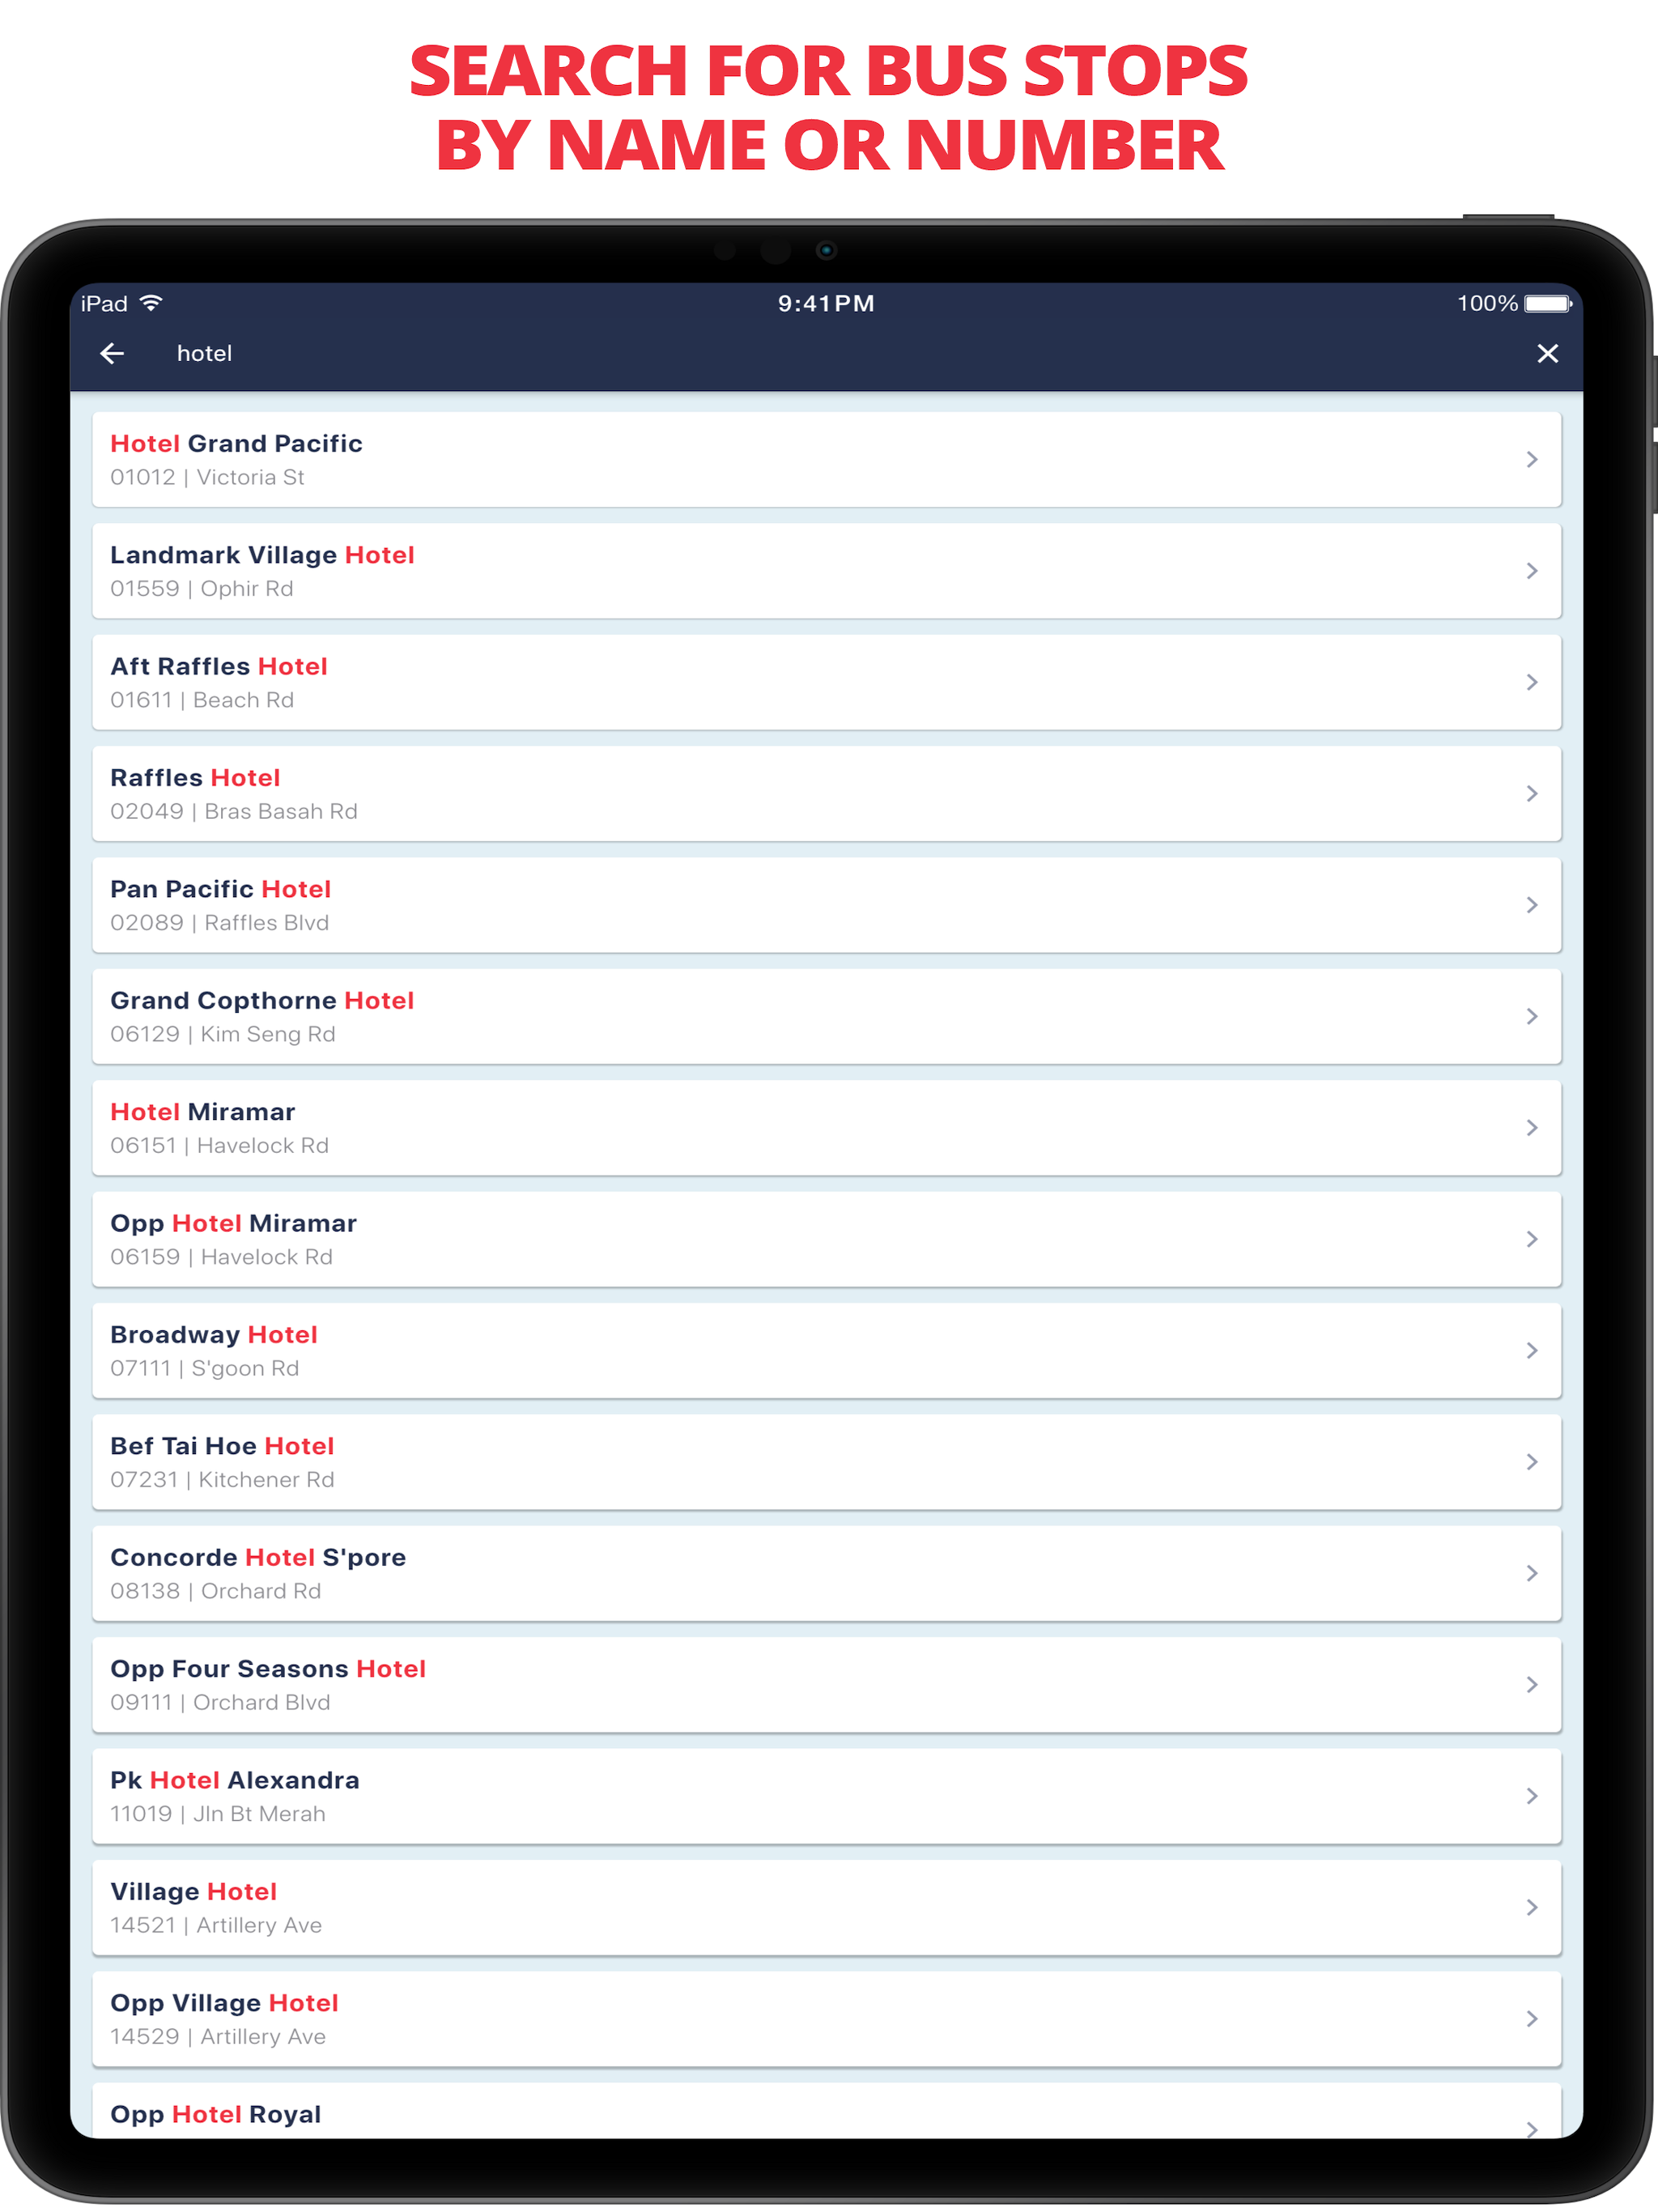 SEARCH FOR BUS STOPS
BY NAME OR NUMBER
iPad 9:41PM 100%
hotel
Hotel Grand Pacific
01012 | Victoria St
Landmark Village Hotel
01559 | Ophir Rd
Aft Raffles Hotel
01611 | Beach Rd
Raffles Hotel
02049 | Bras Basah Rd
Pan Pacific Hotel
02089 | Raffles Blvd
Grand Copthorne Hotel
06129 | Kim Seng Rd
Hotel Miramar
06151 | Havelock Rd
Opp Hotel Miramar
06159 | Havelock Rd
Broadway Hotel
07111 | S'goon Rd
Bef Tai Hoe Hotel
07231 | Kitchener Rd
Concorde Hotel S'pore
08138 | Orchard Rd
Opp Four Seasons Hotel
09111 | Orchard Blvd
Pk Hotel Alexandra
11019 | Jln Bt Merah
Village Hotel
14521 | Artillery Ave
Opp Village Hotel
14529 | Artillery Ave
Opp Hotel Royal